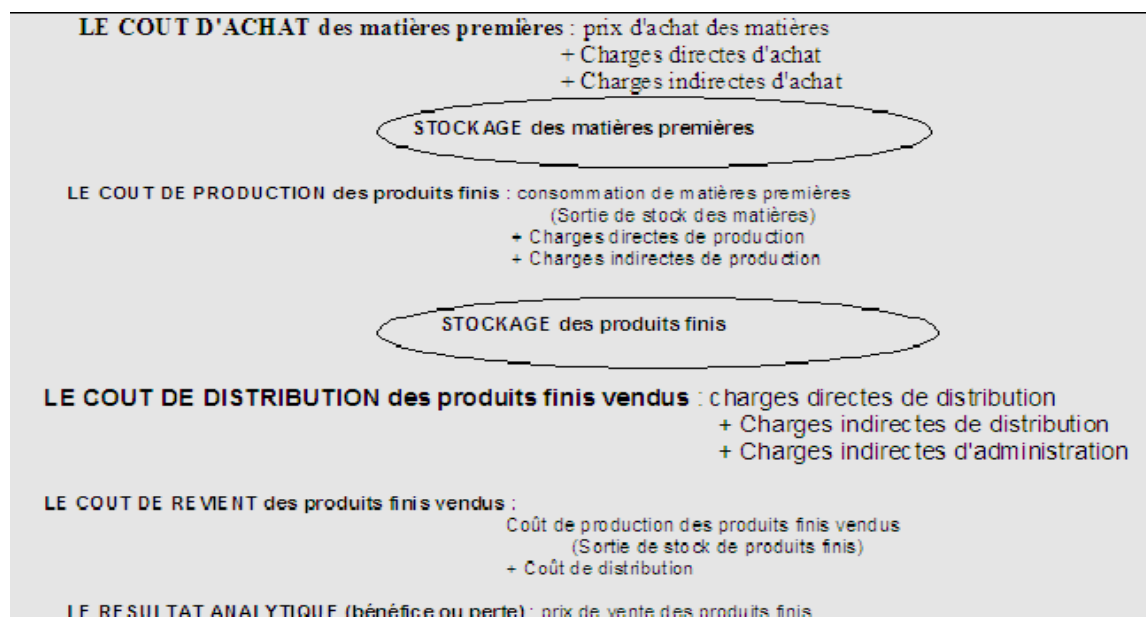 LE COUT D'ACHAT des matières premières : prix d'achat des matières
+ Charges directes d'achat
+ Charges indirectes d'achat
STOCKAGE des matières premières
LE COUT DE PRODUCTION des produits finis : consommation de matières premières
(Sortie de stock des matières)
+ Charges directes de production
+ Charges indirectes de production
STOCKAGE des produits finis
LE COUT DE DISTRIBUTION des produits finis vendus : charges directes de distribution
+ Charges indirectes de distribution
+ Charges indirectes d'administration
LE COUT DE REVIENT des produits finis vendus :
Coût de production des produits finis vendus
(Sortie de stock de produits finis)
+ Coût de distribution
LE RESULTAT ANALYTIQUE (bénéfice ou perte) : prix de vente des produits finis